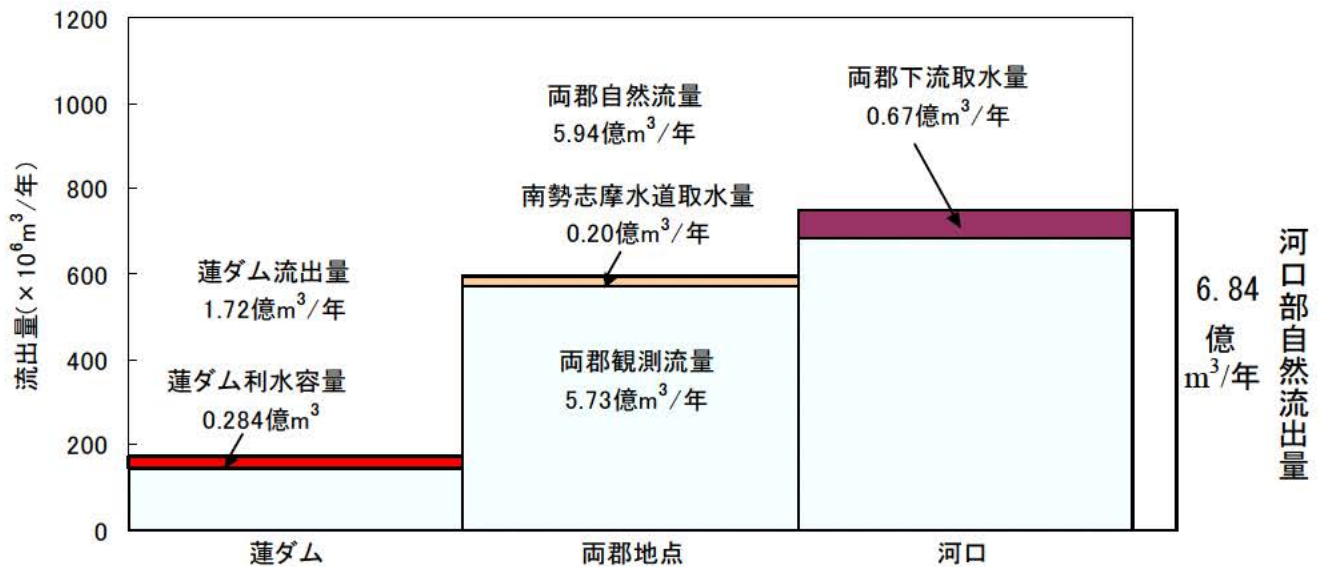 1200
1000
800
600
400
200
0
流出量(×10⁶m³/年)
両郡自然流量
5.94億m³/年
両郡下流取水量
0.67億m³/年
南勢志摩水道取水量
0.20億m³/年
蓮ダム流出量
1.72億m³/年
蓮ダム利水容量
0.284億m³
両郡観測流量
5.73億m³/年
6.84
億
m³/年
河口部自然流出量
蓮ダム
両郡地点
河口